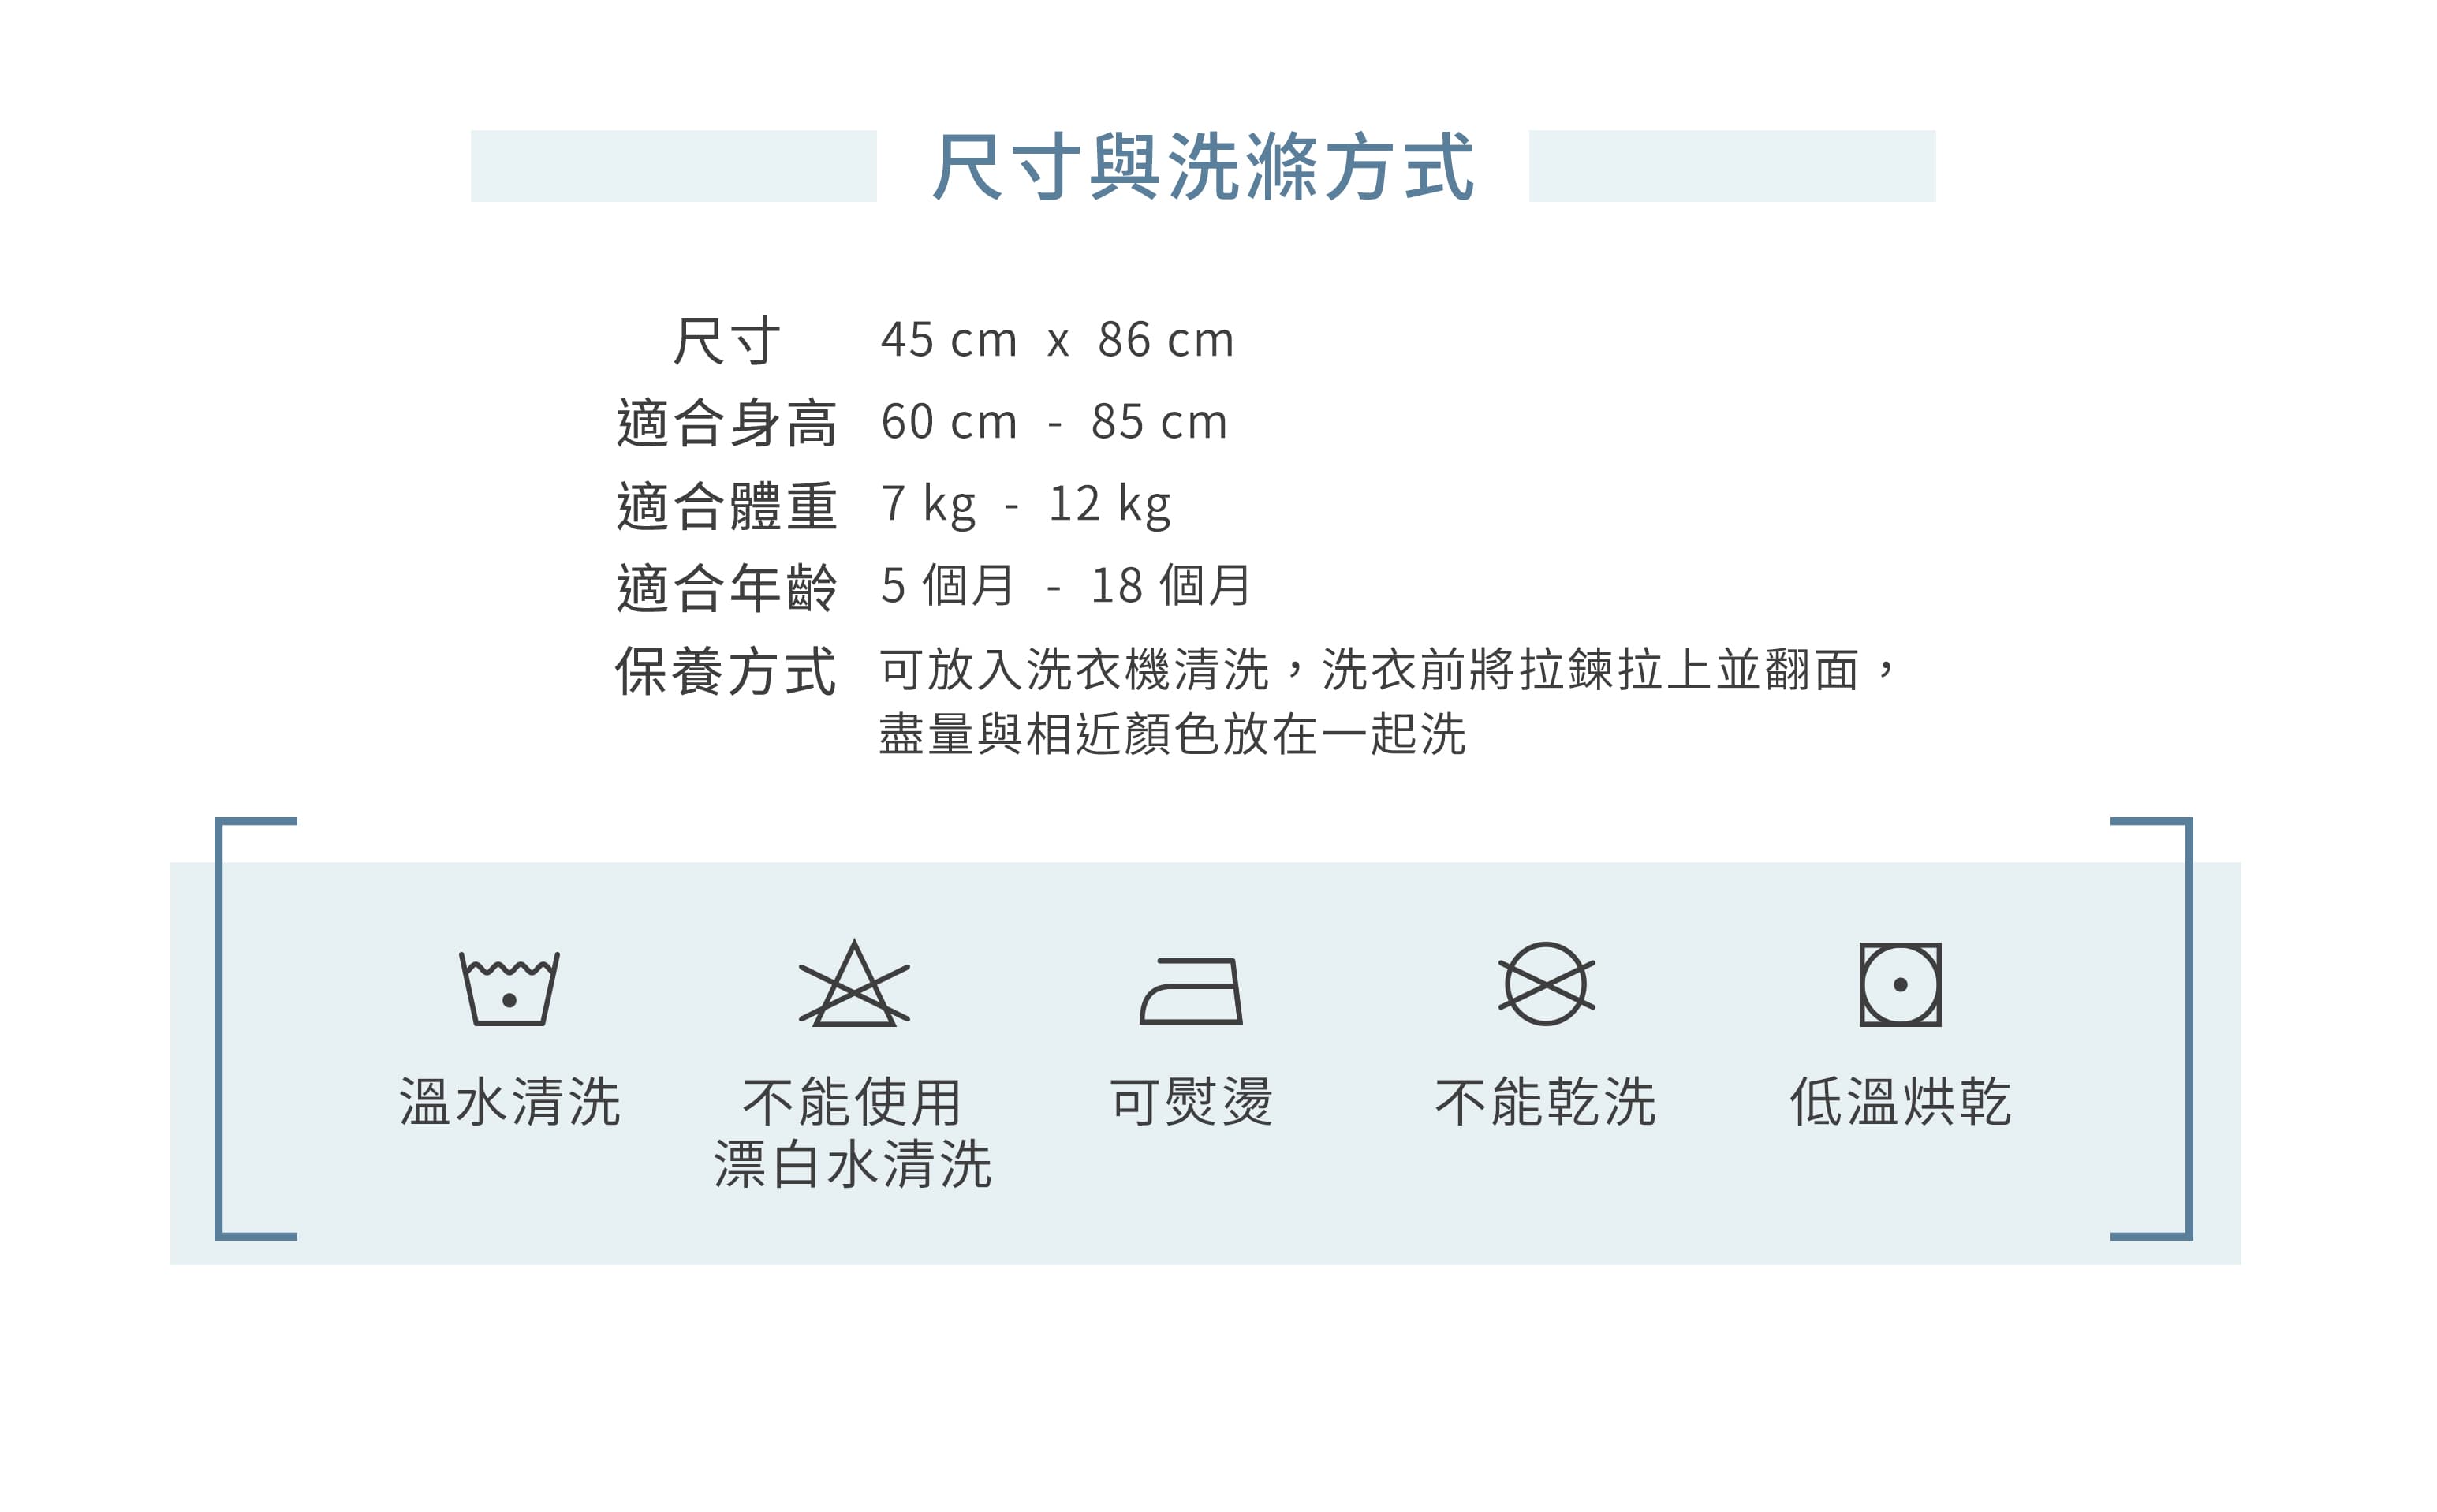 尺寸與洗滌方式
尺寸 45 cm x 86 cm
適合身高 60 cm - 85 cm
適合體重 7 kg - 12 kg
適合年齡 5 個月 - 18 個月
保養方式 可放入洗衣機清洗，洗衣前將拉鍊拉上並翻面，
盡量與相近顏色放在一起洗
溫水清洗
不能使用
漂白水清洗
可熨燙
不能乾洗
低溫烘乾